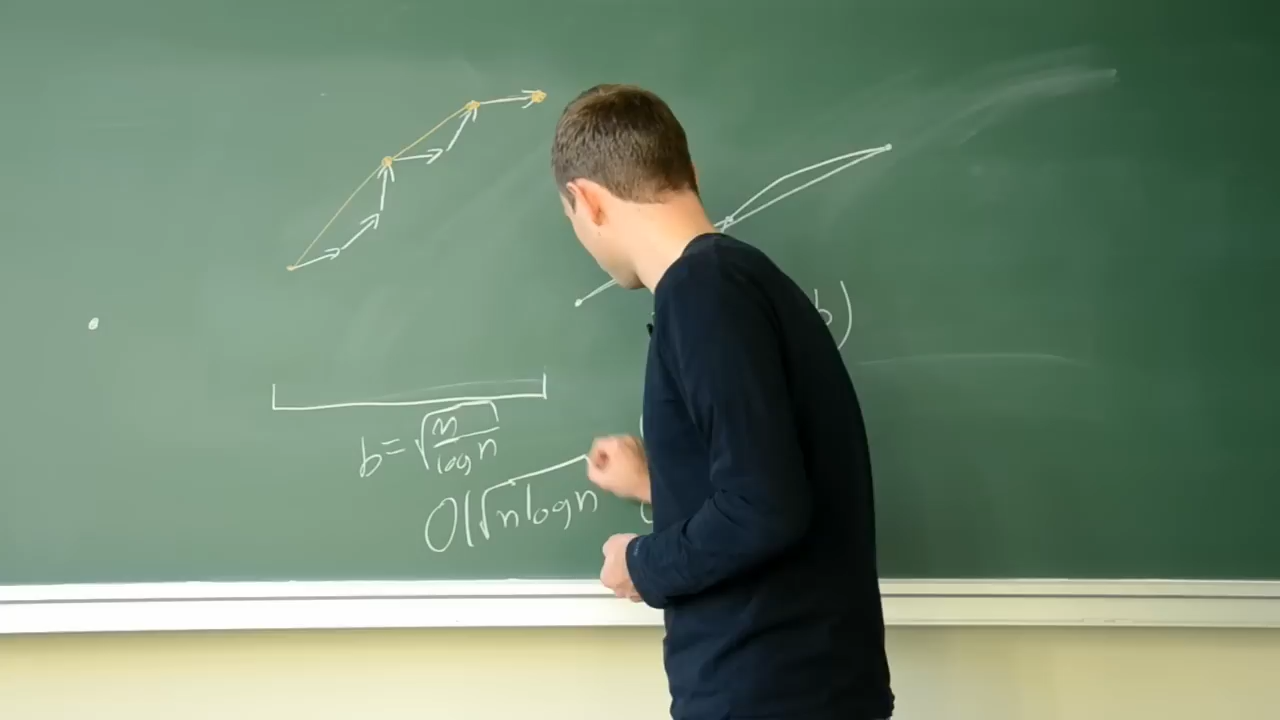 b)
b = √(n/log n)
O(√(n log n)